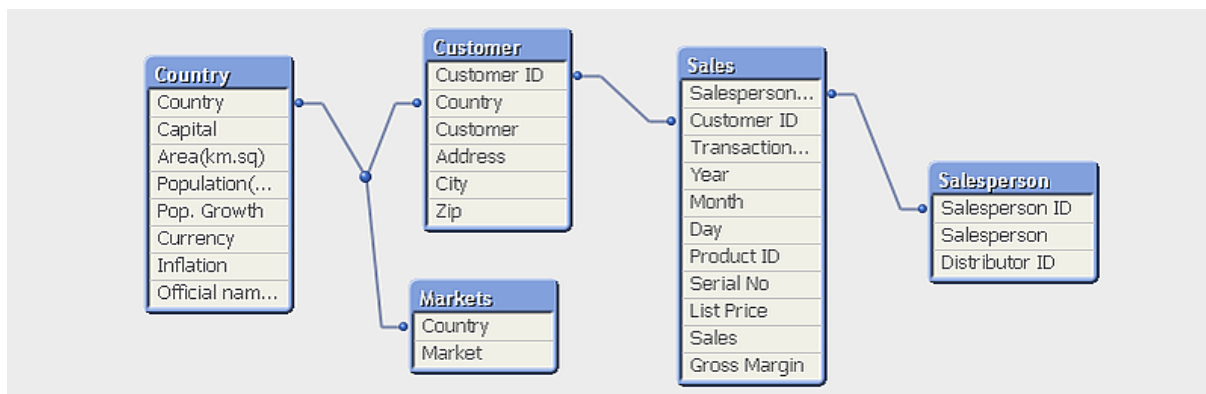 Country
Country
Capital
Area(km.sq)
Population(...
Pop. Growth
Currency
Inflation
Official nam...
Customer
Customer ID
Country
Customer
Address
City
Zip
Markets
Country
Market
Sales
Salesperson...
Customer ID
Transaction...
Year
Month
Day
Product ID
Serial No
List Price
Sales
Gross Margin
Salesperson
Salesperson ID
Salesperson
Distributor ID